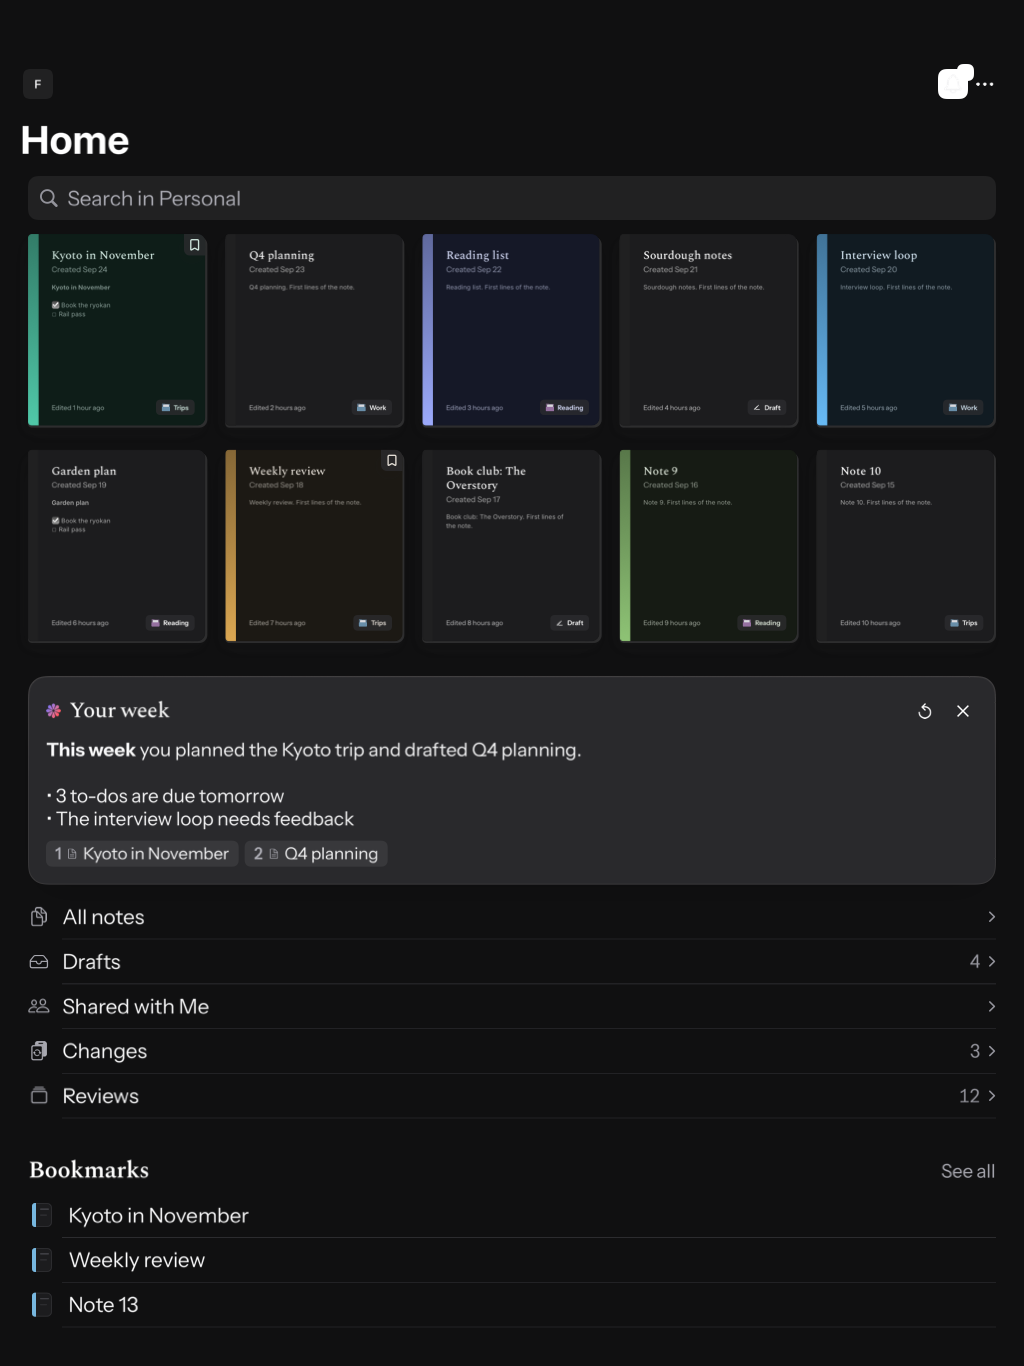 F
Home
Search in Personal
Kyoto in November
Created Sep 24
Kyoto in November
Book the ryokan
Rail pass
Edited 1 hour ago
Trips
Q4 planning
Created Sep 23
Q4 planning. First lines of the note.
Edited 2 hours ago
Work
Reading list
Created Sep 22
Reading list. First lines of the note.
Edited 3 hours ago
Reading
Sourdough notes
Created Sep 21
Sourdough notes. First lines of the note.
Edited 4 hours ago
Draft
Interview loop
Created Sep 20
Interview loop. First lines of the note.
Edited 5 hours ago
Work
Garden plan
Created Sep 19
Garden plan
Book the ryokan
Rail pass
Edited 6 hours ago
Reading
Weekly review
Created Sep 18
Weekly review. First lines of the note.
Edited 7 hours ago
Trips
Book club: The
Overstory
Created Sep 17
Book club: The Overstory. First lines of
the note.
Edited 8 hours ago
Draft
Note 9
Created Sep 16
Note 9. First lines of the note.
Edited 9 hours ago
Reading
Note 10
Created Sep 15
Note 10. First lines of the note.
Edited 10 hours ago
Trips
Your week
This week you planned the Kyoto trip and drafted Q4 planning.
• 3 to-dos are due tomorrow
• The interview loop needs feedback
1 Kyoto in November 2 Q4 planning
All notes
Drafts 4
Shared with Me
Changes 3
Reviews 12
Bookmarks See all
Kyoto in November
Weekly review
Note 13